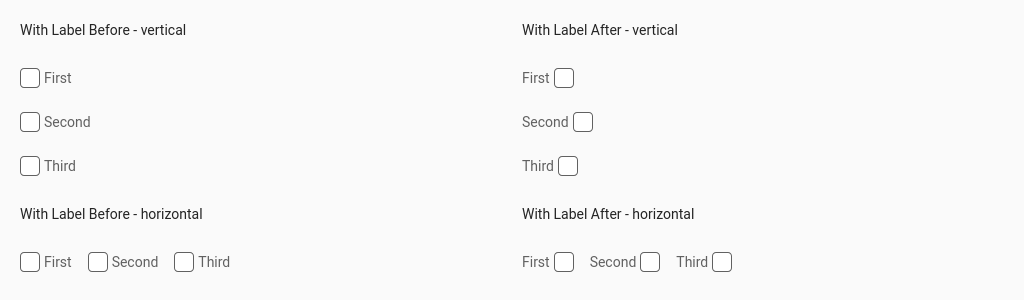 With Label Before - vertical
First
Second
Third
With Label Before - horizontal
First Second Third
With Label After - vertical
First
Second
Third
With Label After - horizontal
First Second Third